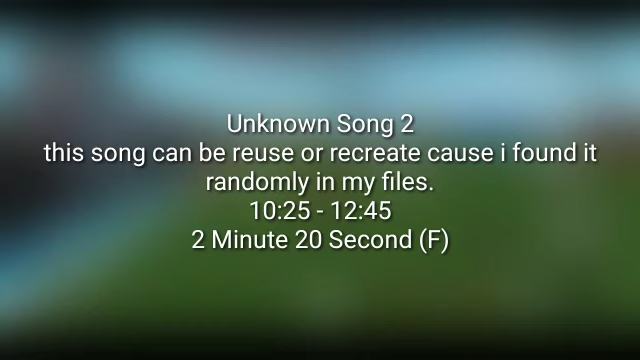 Unknown Song 2
this song can be reuse or recreate cause i found it
randomly in my files.
10:25 - 12:45
2 Minute 20 Second (F)